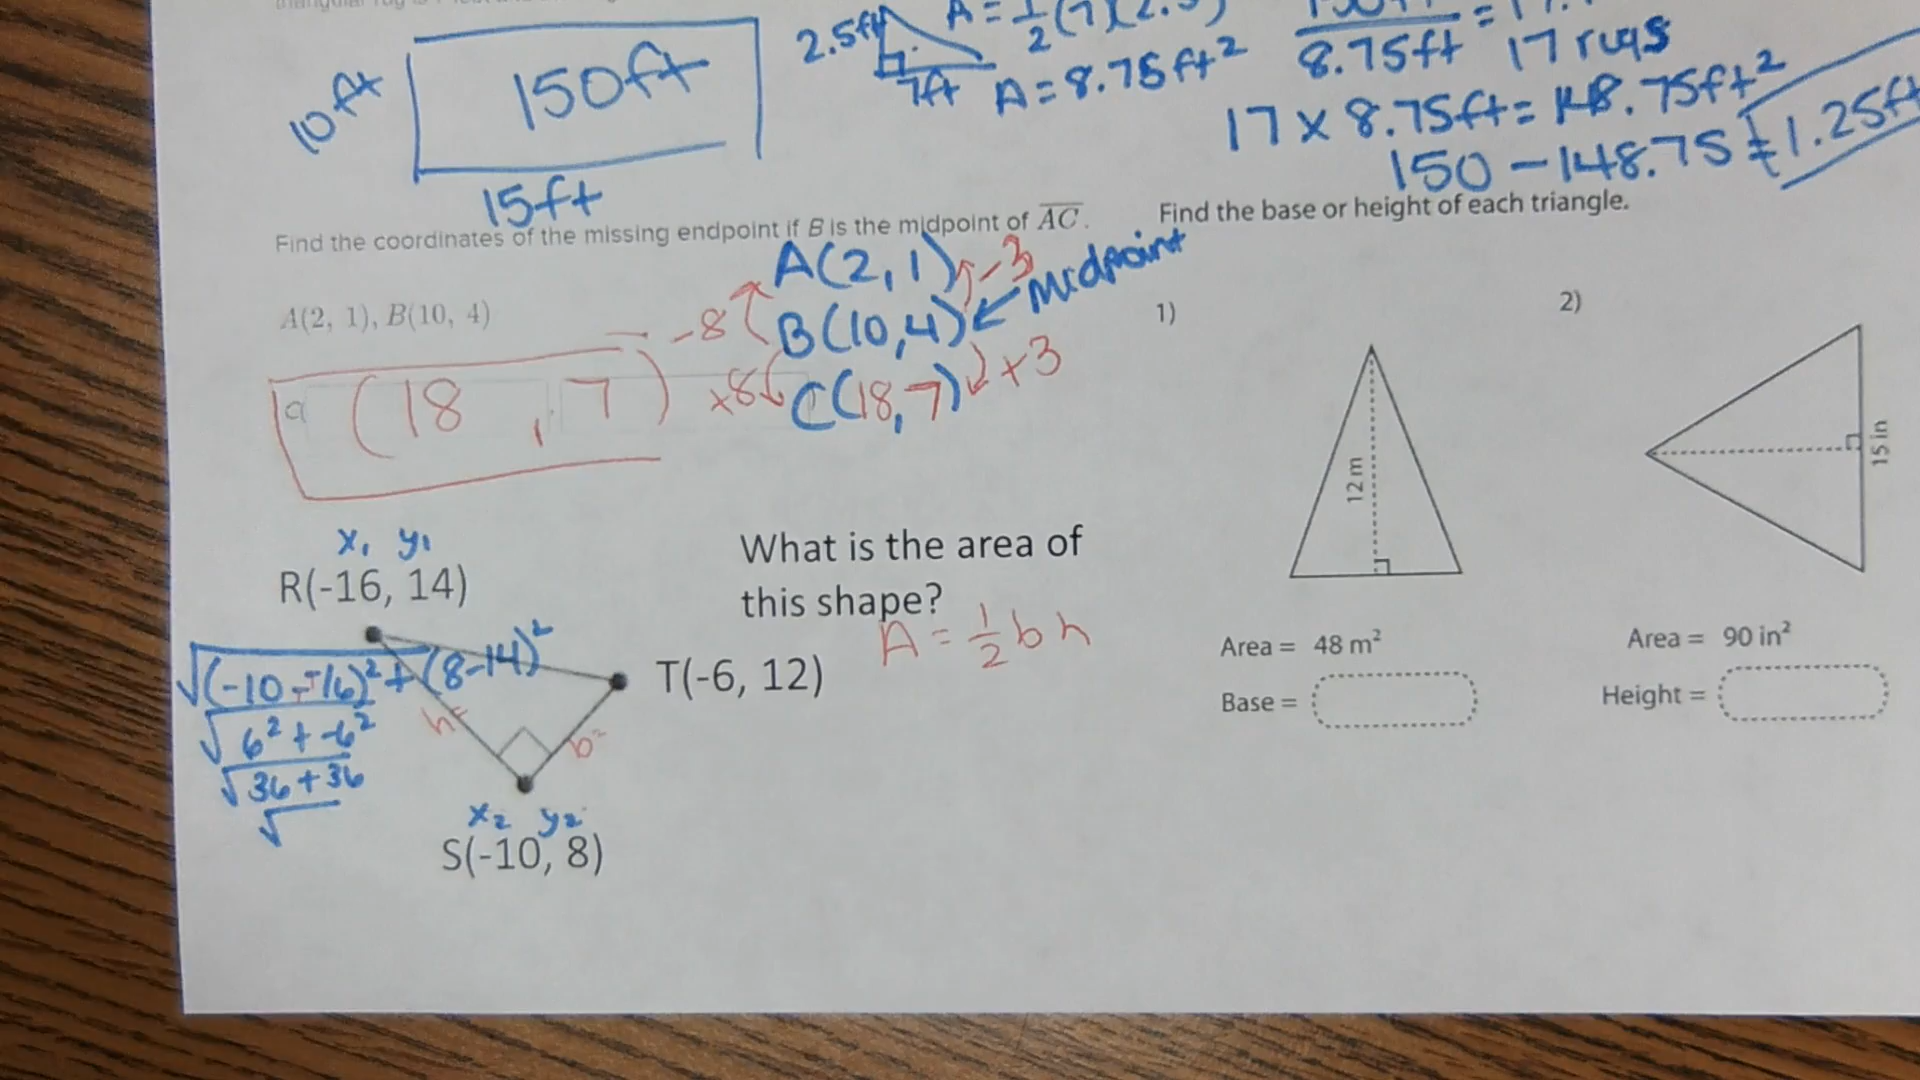 10ft
150ft
15ft
2.5ft
7ft
A = 1/2 (7)(2.5)
A = 8.75ft²
8.75ft
17 rugs
17 x 8.75ft = 148.75ft²
150 - 148.75 = 1.25ft
Find the coordinates of the missing endpoint if B is the midpoint of AC.
A(2, 1), B(10, 4)
(18, 7)
A(2, 1) -3
-8 B(10,4) ← Midpoint
+8 C(18,7) +3
Find the base or height of each triangle.
1)
12 m
Area = 48 m²
Base =
2)
15 in
Area = 90 in²
Height =
x₁ y₁
R(-16, 14)
√(-10--16)²+(8-14)²
√6²+-6²
√36+36
√
h=
b=
T(-6, 12)
x₂ y₂
S(-10, 8)
What is the area of
this shape?
A = 1/2 b h